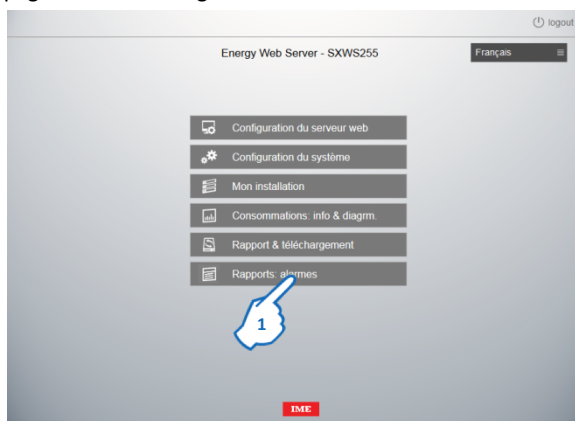 logout
Energy Web Server - SXWS255
Français
Configuration du serveur web
Configuration du système
Mon installation
Consommations: info & diagrm.
Rapport & téléchargement
Rapports: alarmes
1
IME